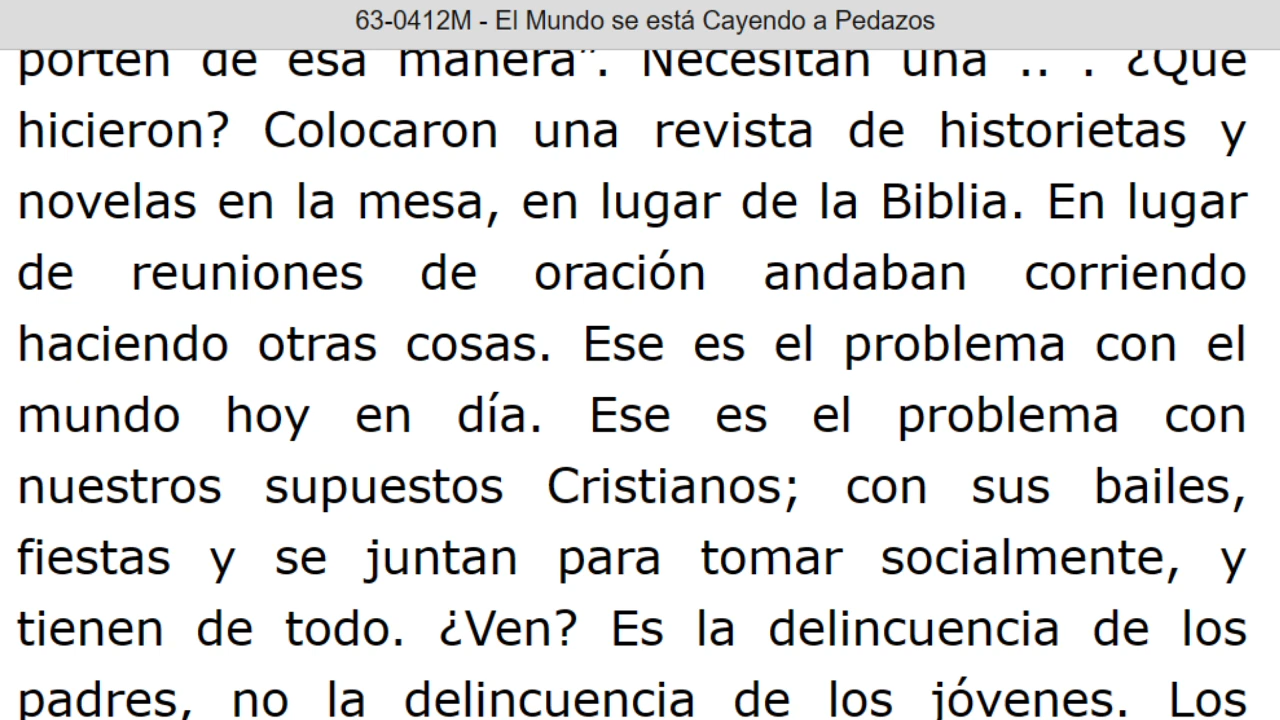 63-0412M - El Mundo se está Cayendo a Pedazos
porten de esa manera”. Necesitan una .. . ¿Qué
hicieron? Colocaron una revista de historietas y
novelas en la mesa, en lugar de la Biblia. En lugar
de reuniones de oración andaban corriendo
haciendo otras cosas. Ese es el problema con el
mundo hoy en día. Ese es el problema con
nuestros supuestos Cristianos; con sus bailes,
fiestas y se juntan para tomar socialmente, y
tienen de todo. ¿Ven? Es la delincuencia de los
padres, no la delincuencia de los jóvenes. Los